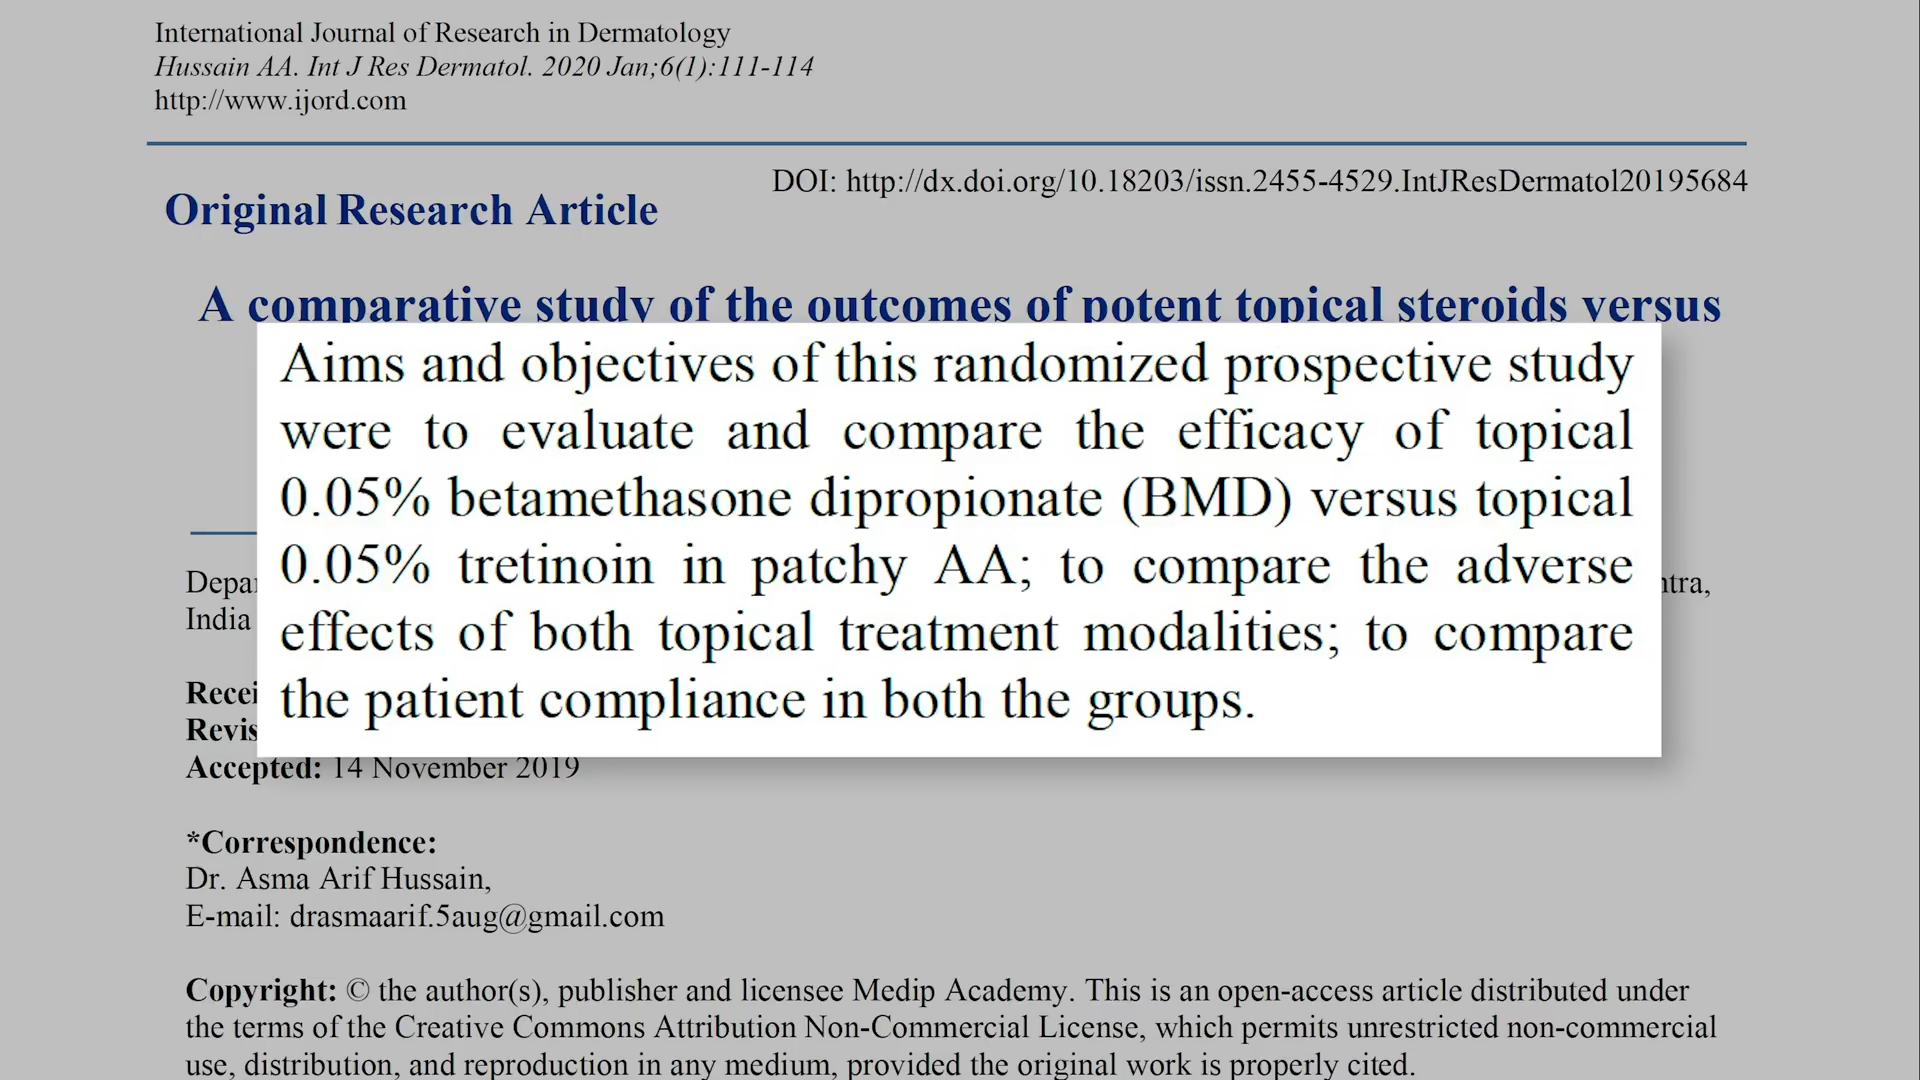 International Journal of Research in Dermatology
Hussain AA. Int J Res Dermatol. 2020 Jan;6(1):111-114
http://www.ijord.com
DOI: http://dx.doi.org/10.18203/issn.2455-4529.IntJResDermatol20195684
Original Research Article
A comparative study of the outcomes of potent topical steroids versus
Aims and objectives of this randomized prospective study
were to evaluate and compare the efficacy of topical
0.05% betamethasone dipropionate (BMD) versus topical
0.05% tretinoin in patchy AA; to compare the adverse
effects of both topical treatment modalities; to compare
the patient compliance in both the groups.
India
Accepted: 14 November 2019
*Correspondence:
Dr. Asma Arif Hussain,
E-mail: drasmaarif.5aug@gmail.com
Copyright: © the author(s), publisher and licensee Medip Academy. This is an open-access article distributed under
the terms of the Creative Commons Attribution Non-Commercial License, which permits unrestricted non-commercial
use, distribution, and reproduction in any medium, provided the original work is properly cited.